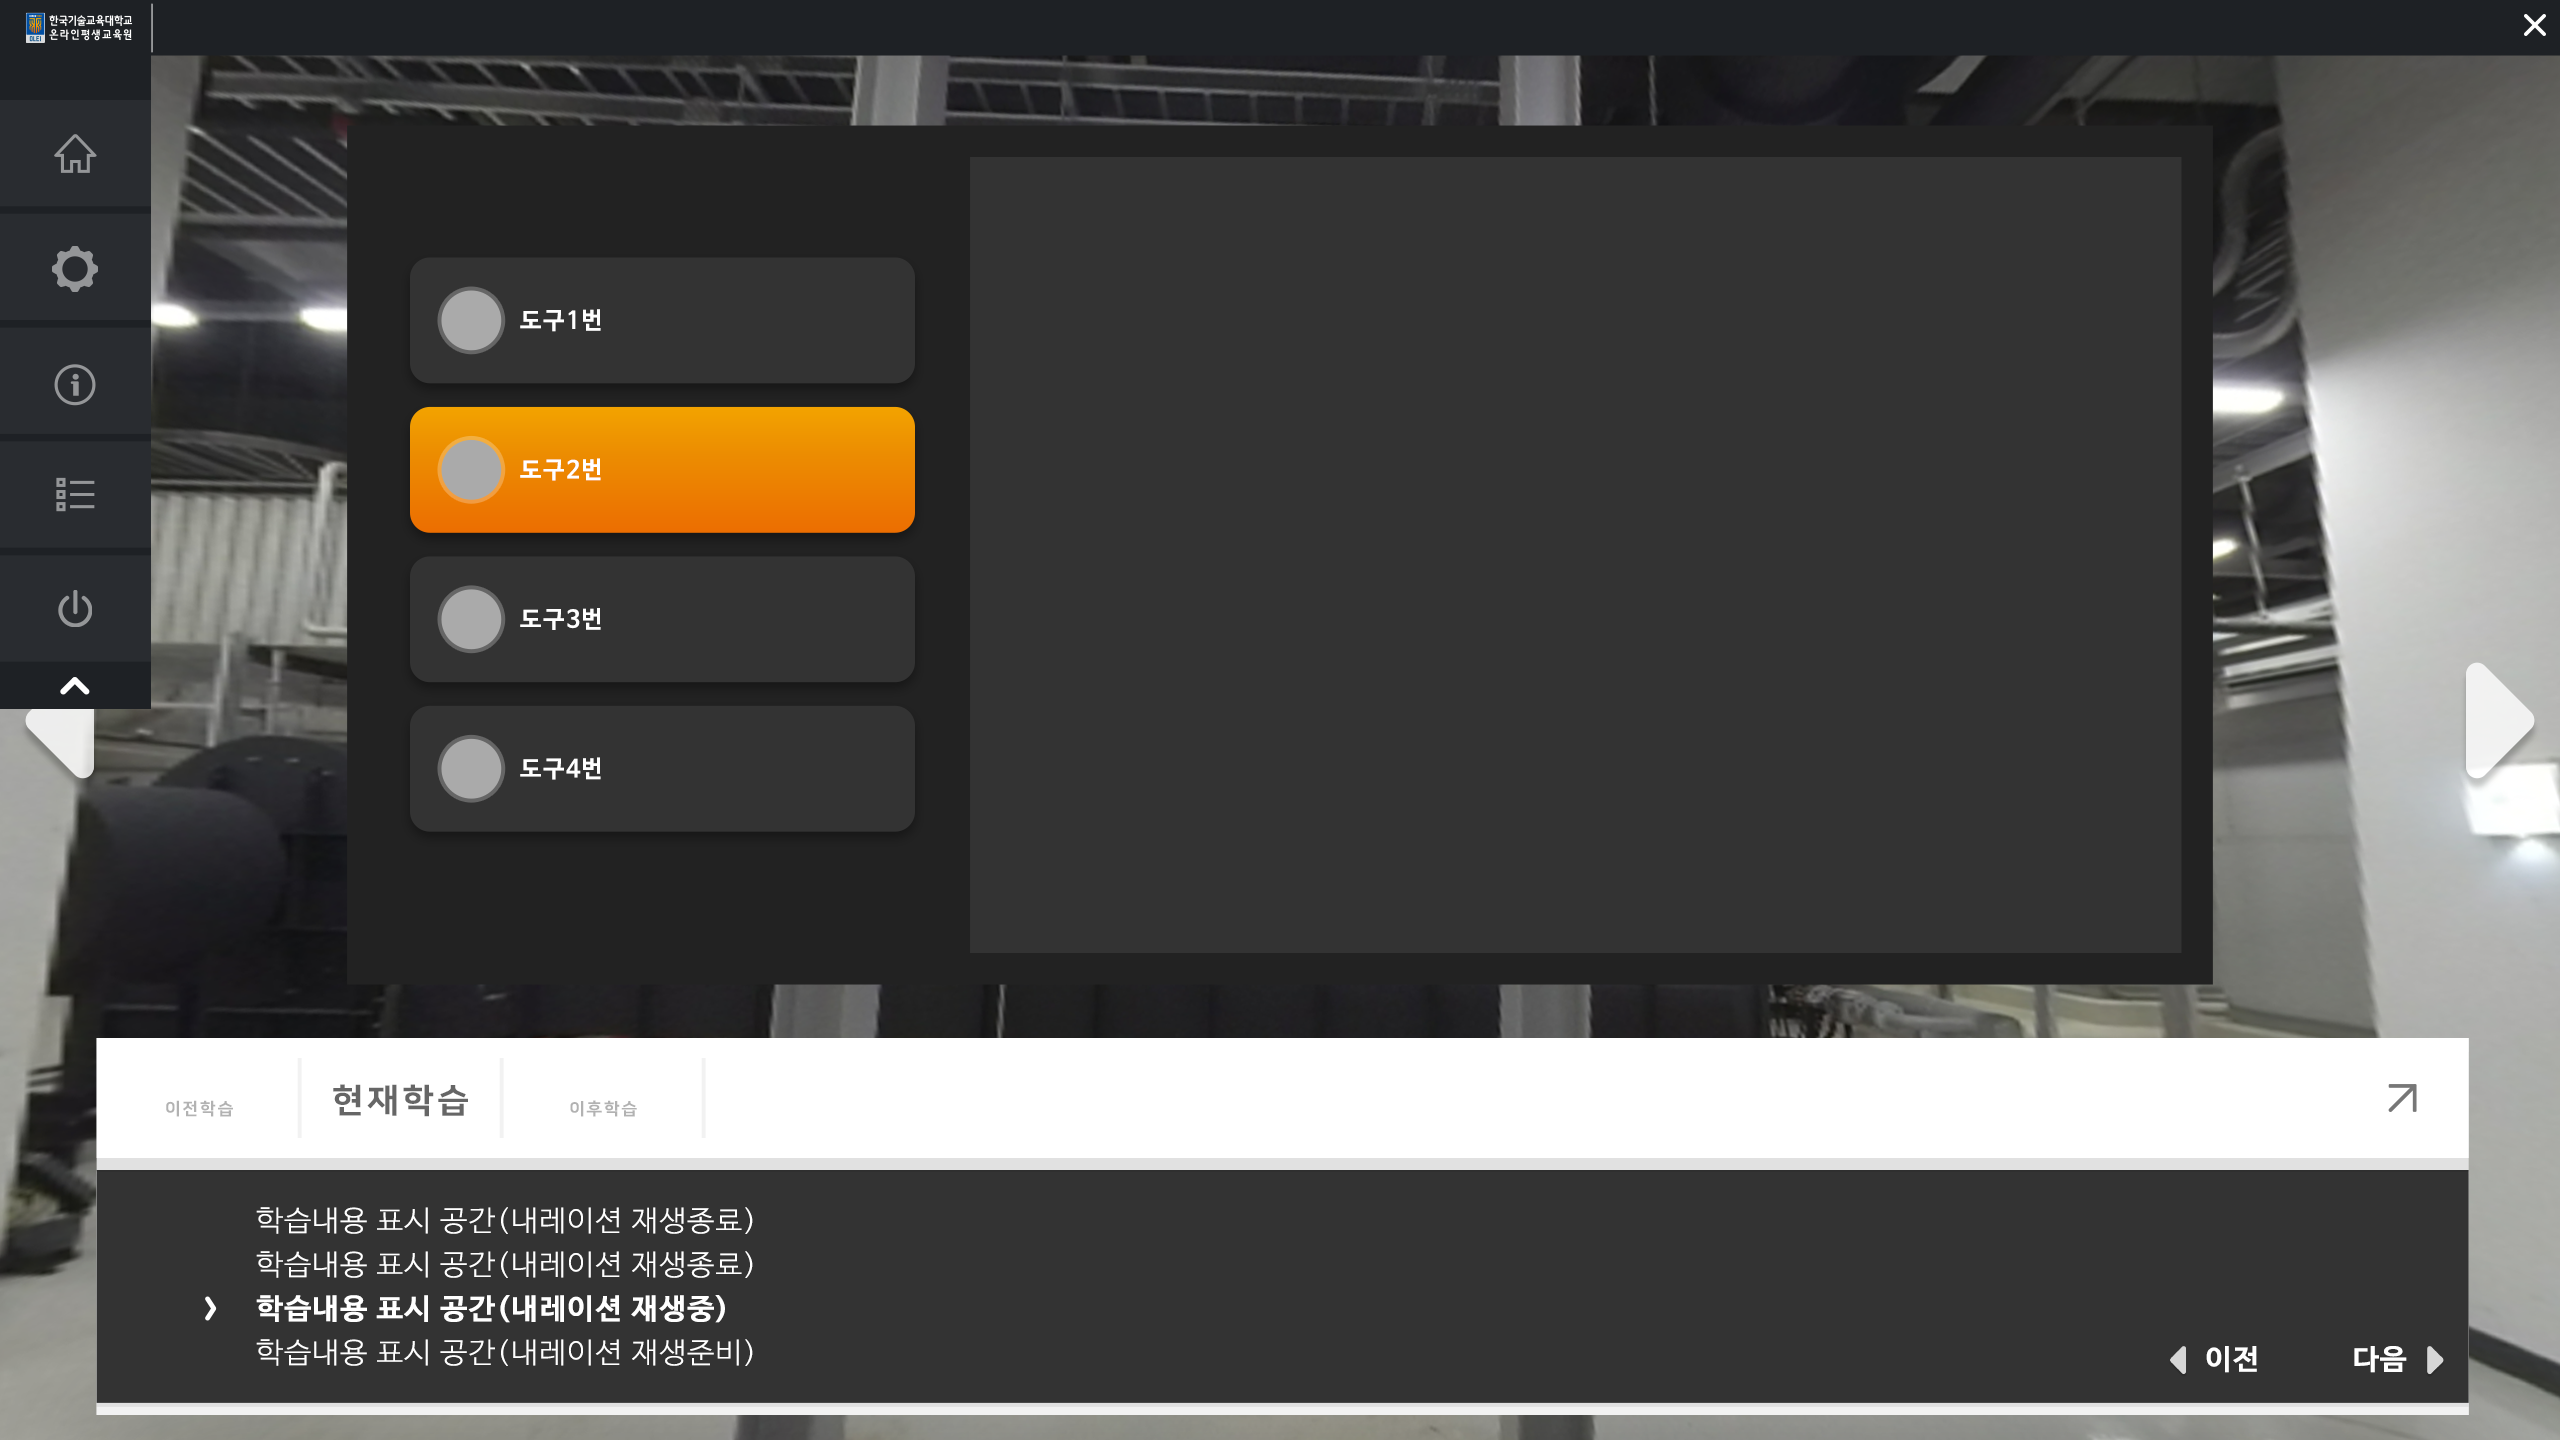 한국기술교육대학교
온라인평생교육원
OLEI
도구1번
도구2번
도구3번
도구4번
이전학습
현재학습
이후학습
학습내용 표시 공간(내레이션 재생종료)
학습내용 표시 공간(내레이션 재생종료)
학습내용 표시 공간(내레이션 재생중)
학습내용 표시 공간(내레이션 재생준비)
이전
다음